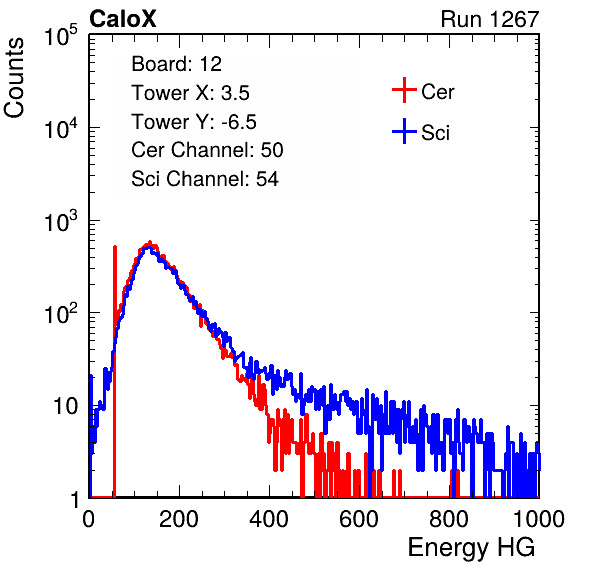 CaloX Run 1267
Counts
Board: 12
Tower X: 3.5
Tower Y: -6.5
Cer Channel: 50
Sci Channel: 54
Cer
Sci
10^5
10^4
10^3
10^2
10
1
0 200 400 600 800 1000
Energy HG